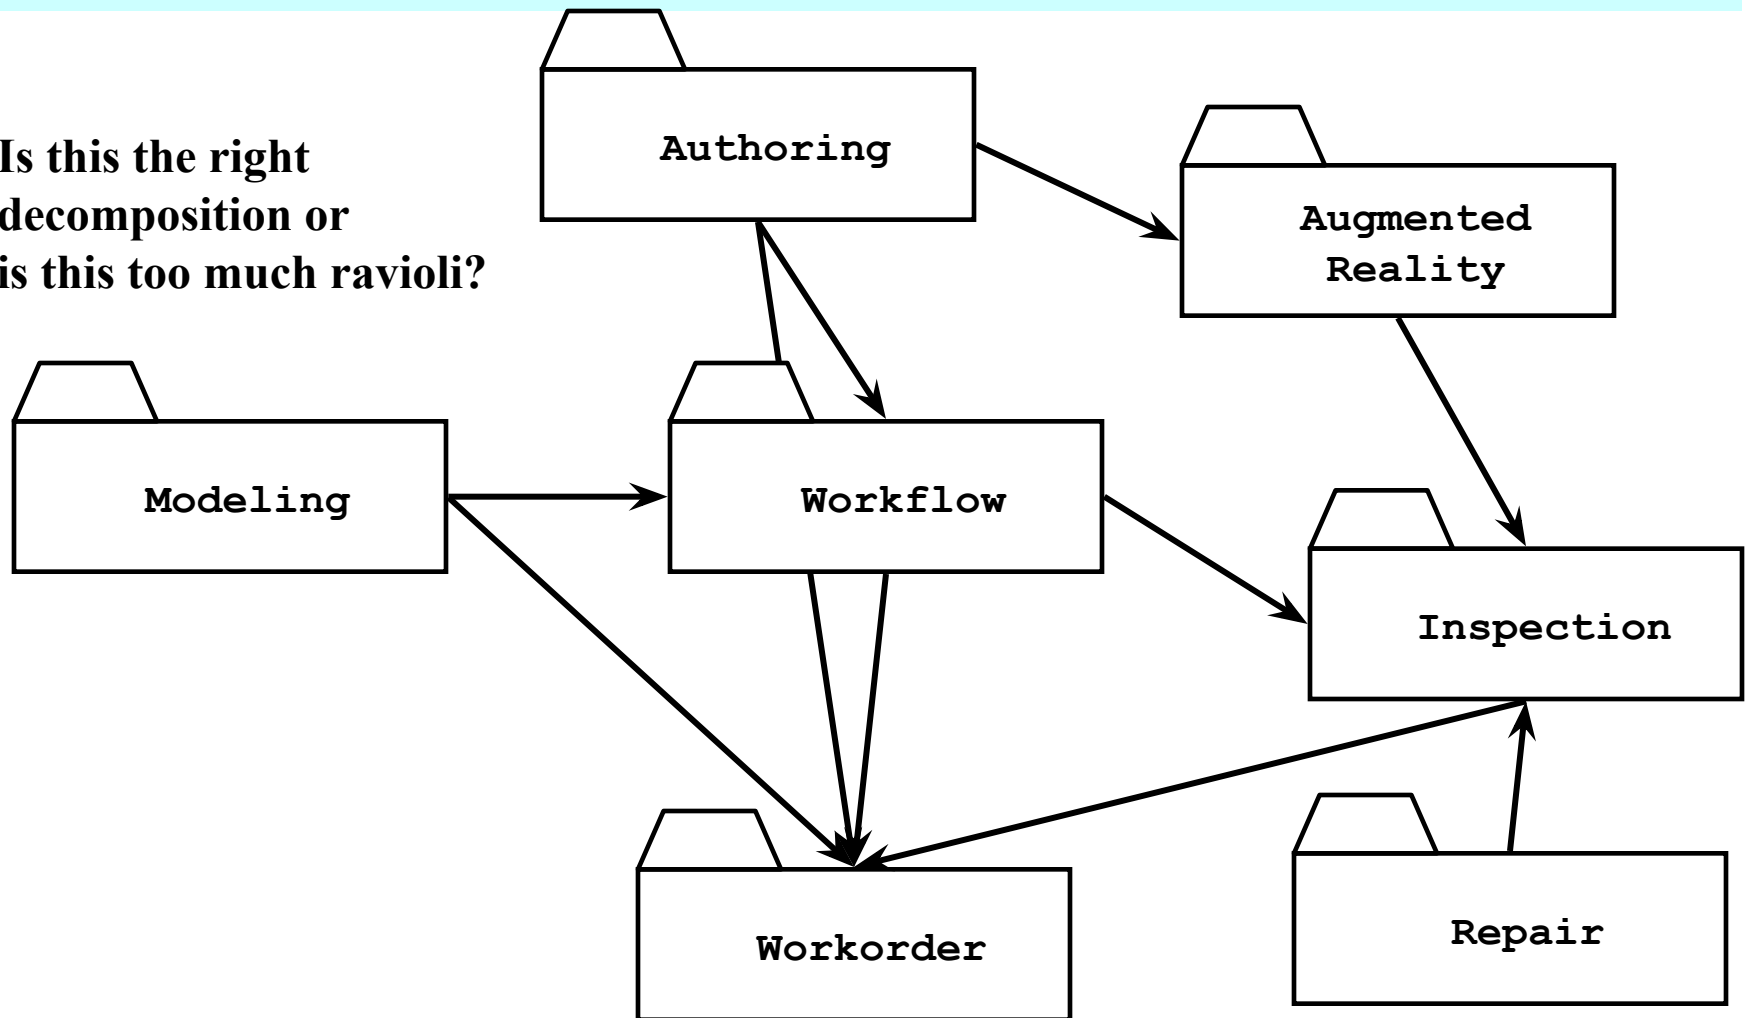 Authoring
Is this the right
decomposition or
is this too much ravioli?
Augmented
Reality
Modeling
Workflow
Inspection
Workorder
Repair